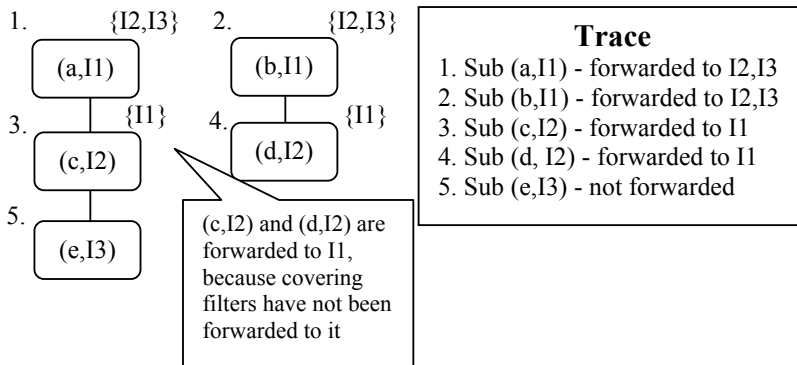 1.
{I2,I3}
(a,I1)
3.
{I1}
(c,I2)
5.
(e,I3)
2.
{I2,I3}
(b,I1)
4.
{I1}
(d,I2)
(c,I2) and (d,I2) are
forwarded to I1,
because covering
filters have not been
forwarded to it
Trace
1. Sub (a,I1) - forwarded to I2,I3
2. Sub (b,I1) - forwarded to I2,I3
3. Sub (c,I2) - forwarded to I1
4. Sub (d, I2) - forwarded to I1
5. Sub (e,I3) - not forwarded